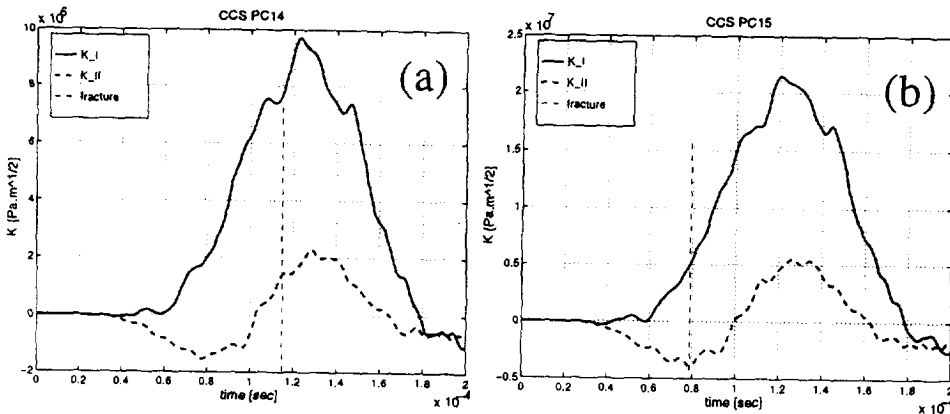 x 10^6
CCS PC14
10
8
6
4
2
0
-2
K [Pa.m^1/2]
K_I
K_II
fracture
(a)
0 0.2 0.4 0.6 0.8 1 1.2 1.4 1.6 1.8 2
time [sec]
x 10^-4
x 10^7
CCS PC15
2.5
2
1.5
1
0.5
0
-0.5
K [Pa.m^1/2]
K_I
K_II
fracture
(b)
0 0.2 0.4 0.6 0.8 1 1.2 1.4 1.6 1.8 2
time [sec]